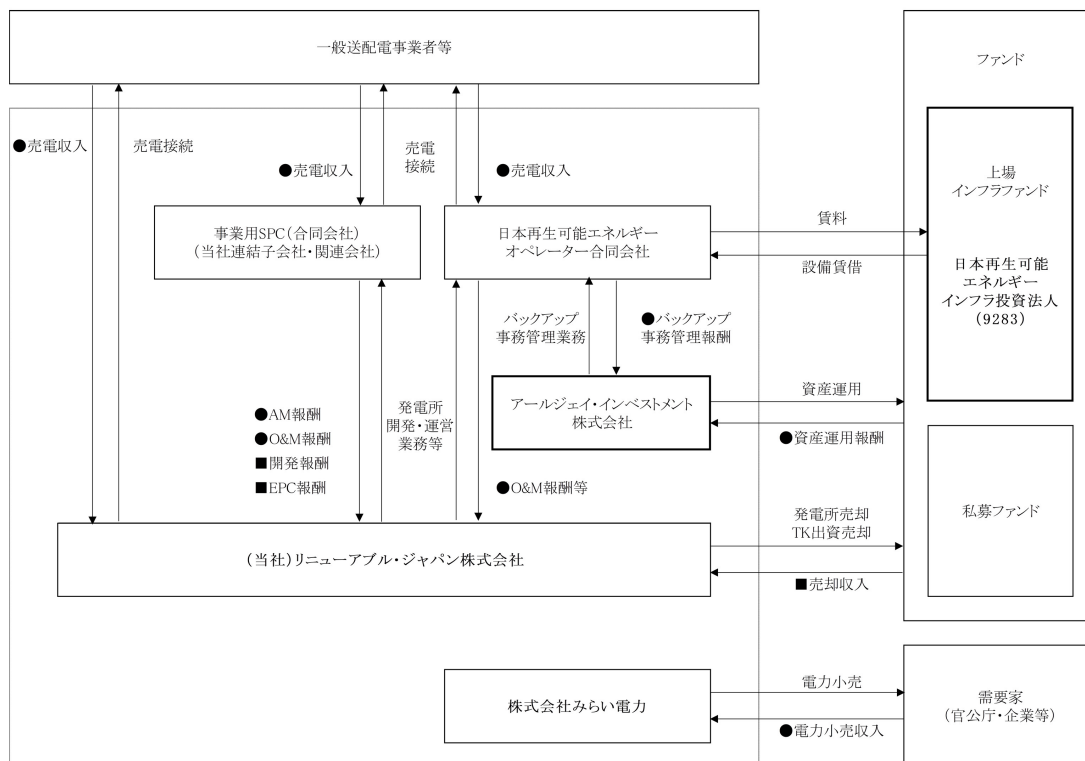 一般送配電事業者等
ファンド
●売電収入
売電接続
●売電収入
売電
接続
●売電収入
上場
インフラファンド
日本再生可能
エネルギー
インフラ投資法人
(9283)
事業用SPC(合同会社)
(当社連結子会社・関連会社)
日本再生可能エネルギー
オペレーター合同会社
賃料
設備賃借
バックアップ
事務管理業務
●バックアップ
事務管理報酬
アールジェイ・インベストメント
株式会社
資産運用
●資産運用報酬
●AM報酬
●O&M報酬
■開発報酬
■EPC報酬
発電所
開発・運営
業務等
●O&M報酬等
私募ファンド
(当社)リニューアブル・ジャパン株式会社
発電所売却
TK出資売却
■売却収入
株式会社みらい電力
電力小売
●電力小売収入
需要家
(官公庁・企業等)